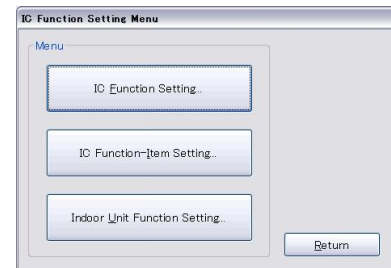 IC Function Setting Menu
Menu
IC Function Setting...
IC Function-Item Setting...
Indoor Unit Function Setting...
Return